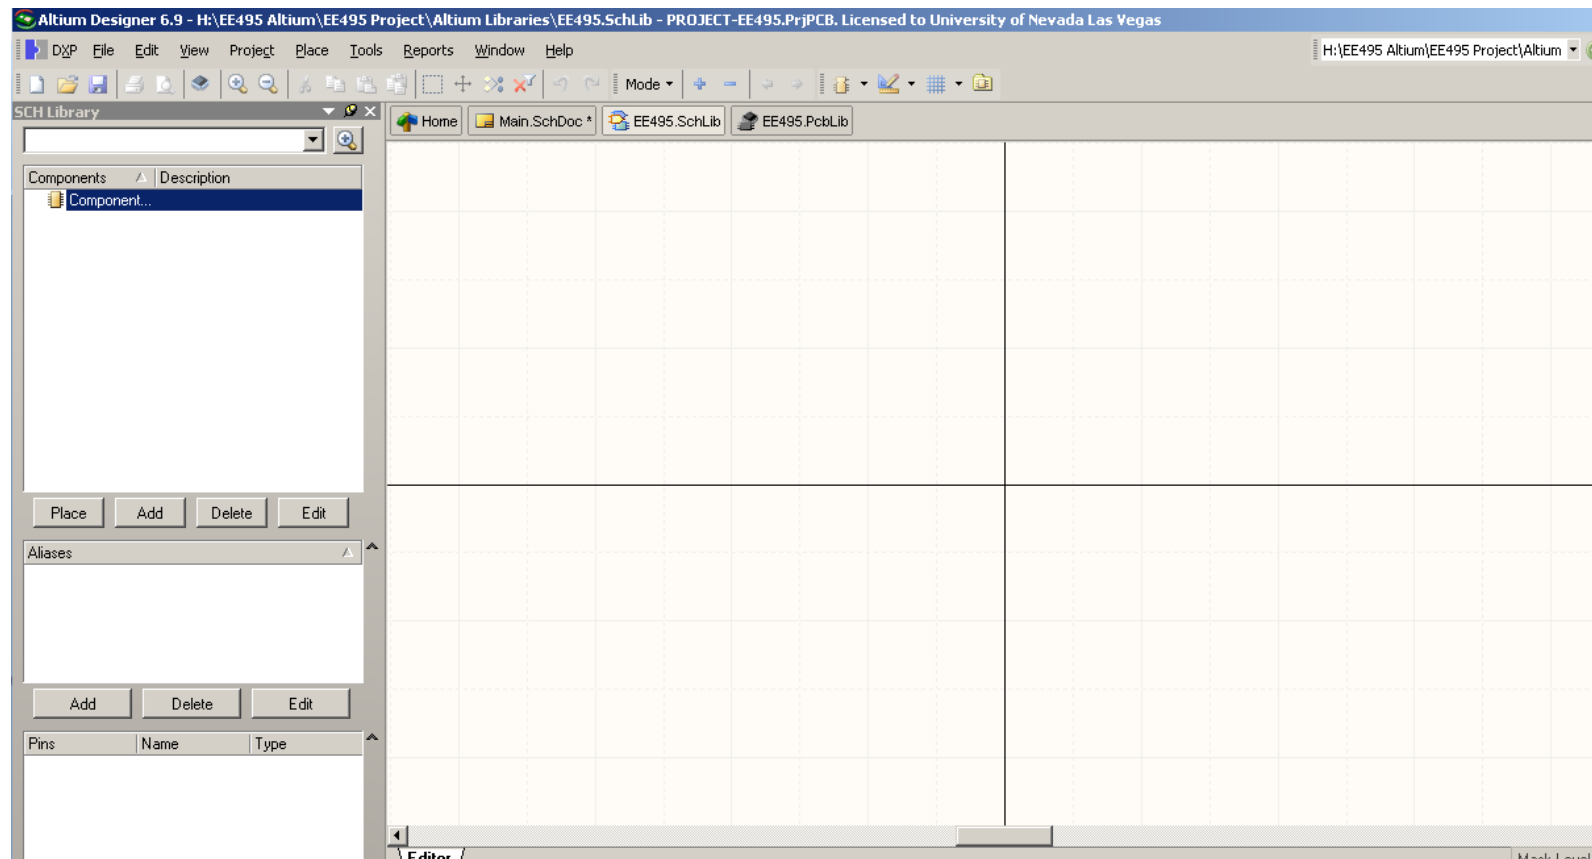 Altium Designer 6.9 - H:\EE495 Altium\EE495 Project\Altium Libraries\EE495.SchLib - PROJECT-EE495.PrjPCB. Licensed to University of Nevada Las Vegas
DXP File Edit View Project Place Tools Reports Window Help H:\EE495 Altium\EE495 Project\Altium
Mode
SCH Library
Home Main.SchDoc * EE495.SchLib EE495.PcbLib
Components Description
Component...
Place Add Delete Edit
Aliases
Add Delete Edit
Pins Name Type
Editor Mask Level